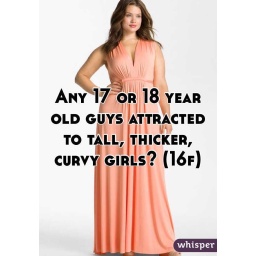 Any 17 or 18 year
old guys attracted
to tall, thicker,
curvy girls? (16f)
whisper